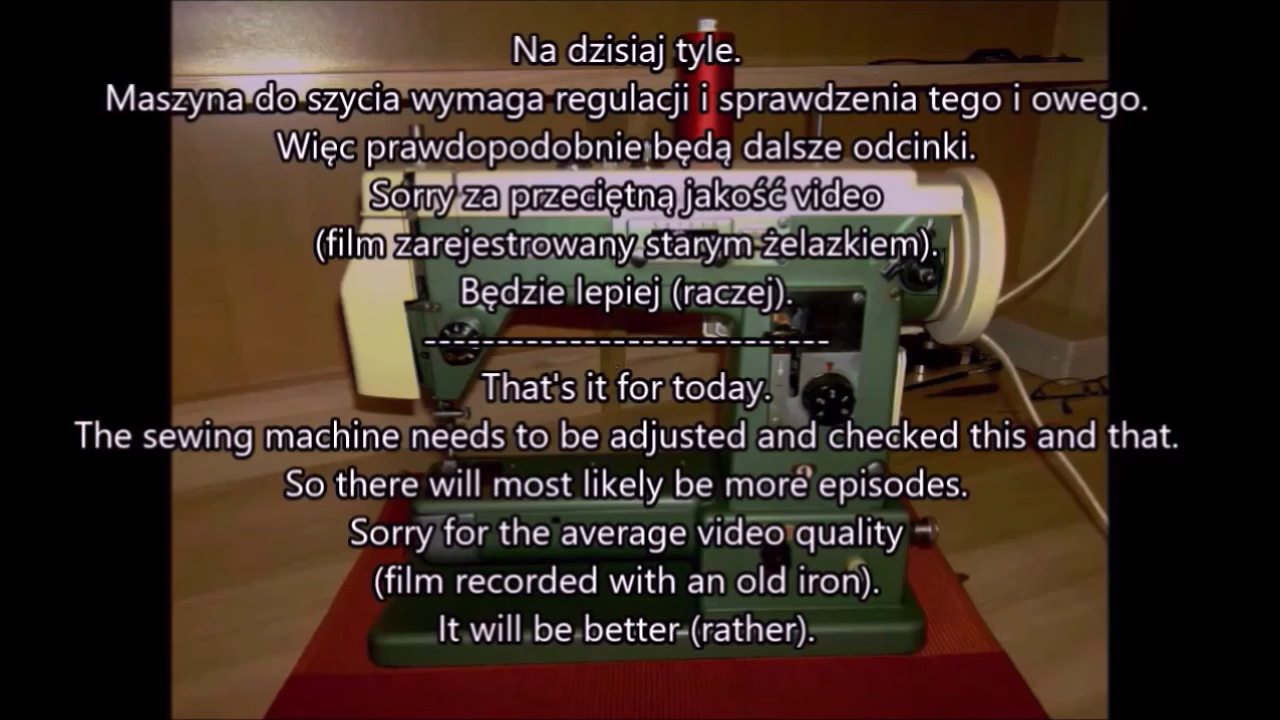 Na dzisiaj tyle.
Maszyna do szycia wymaga regulacji i sprawdzenia tego i owego.
Więc prawdopodobnie będą dalsze odcinki.
Sorry za przeciętną jakość video
(film zarejestrowany starym żelazkiem).
Będzie lepiej (raczej).
----------------------------
That's it for today.
The sewing machine needs to be adjusted and checked this and that.
So there will most likely be more episodes.
Sorry for the average video quality
(film recorded with an old iron).
It will be better (rather).